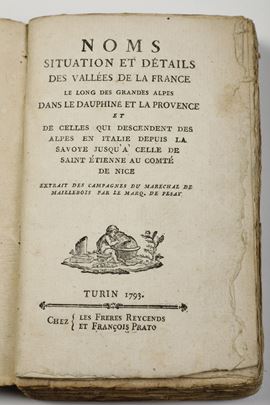 NOMS
SITUATION ET DÉTAILS
DES VALLÉES DE LA FRANCE
LE LONG DES GRANDES ALPES
DANS LE DAUPHINÉ ET LA PROVENCE
ET
DE CELLES QUI DESCENDENT DES
ALPES EN ITALIE DEPUIS LA
SAVOYE JUSQU'À CELLE DE
SAINT ÉTIENNE AU COMTÉ
DE NICE
EXTRAIT DES CAMPAGNES DU MARECHAL DE
MAILLEBOIS PAR LE MARQ. DE PESAY
TURIN 1793.
CHEZ { LES FRERES REYCENDS
ET FRANÇOIS PRATO